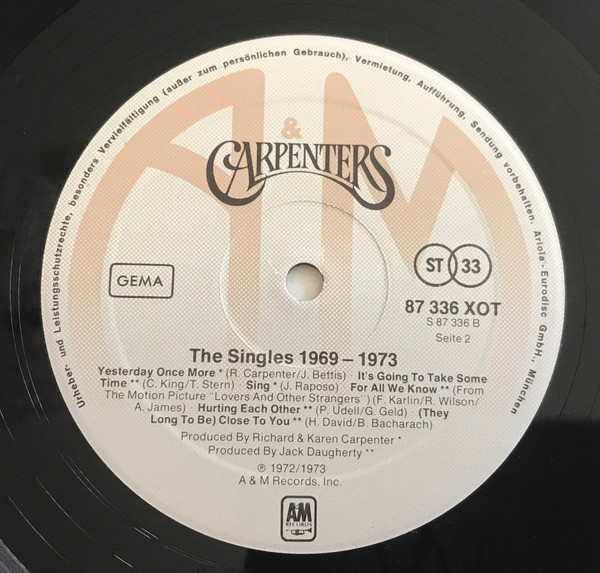 Urheber- und Leistungsschutzrechte, besonders Vervielfältigung (außer zum persönlichen Gebrauch), Vermietung, Aufführung, Sendung vorbehalten. Ariola-Eurodisc GmbH., München
A&M
CARPENTERS
GEMA
ST 33
87 336 XOT
S 87 336 B
Seite 2
The Singles 1969 – 1973
Yesterday Once More * (R. Carpenter/J. Bettis) · It's Going To Take Some
Time ** (C. King/T. Stern) · Sing * (J. Raposo) · For All We Know ** (From
The Motion Picture "Lovers And Other Strangers") (F. Karlin/R. Wilson/
A. James) · Hurting Each Other ** (P. Udell/G. Geld) · (They
Long To Be) Close To You ** (H. David/B. Bacharach)
Produced By Richard & Karen Carpenter *
Produced By Jack Daugherty **
℗ 1972/1973
A & M Records, Inc.
AM
RECORDS